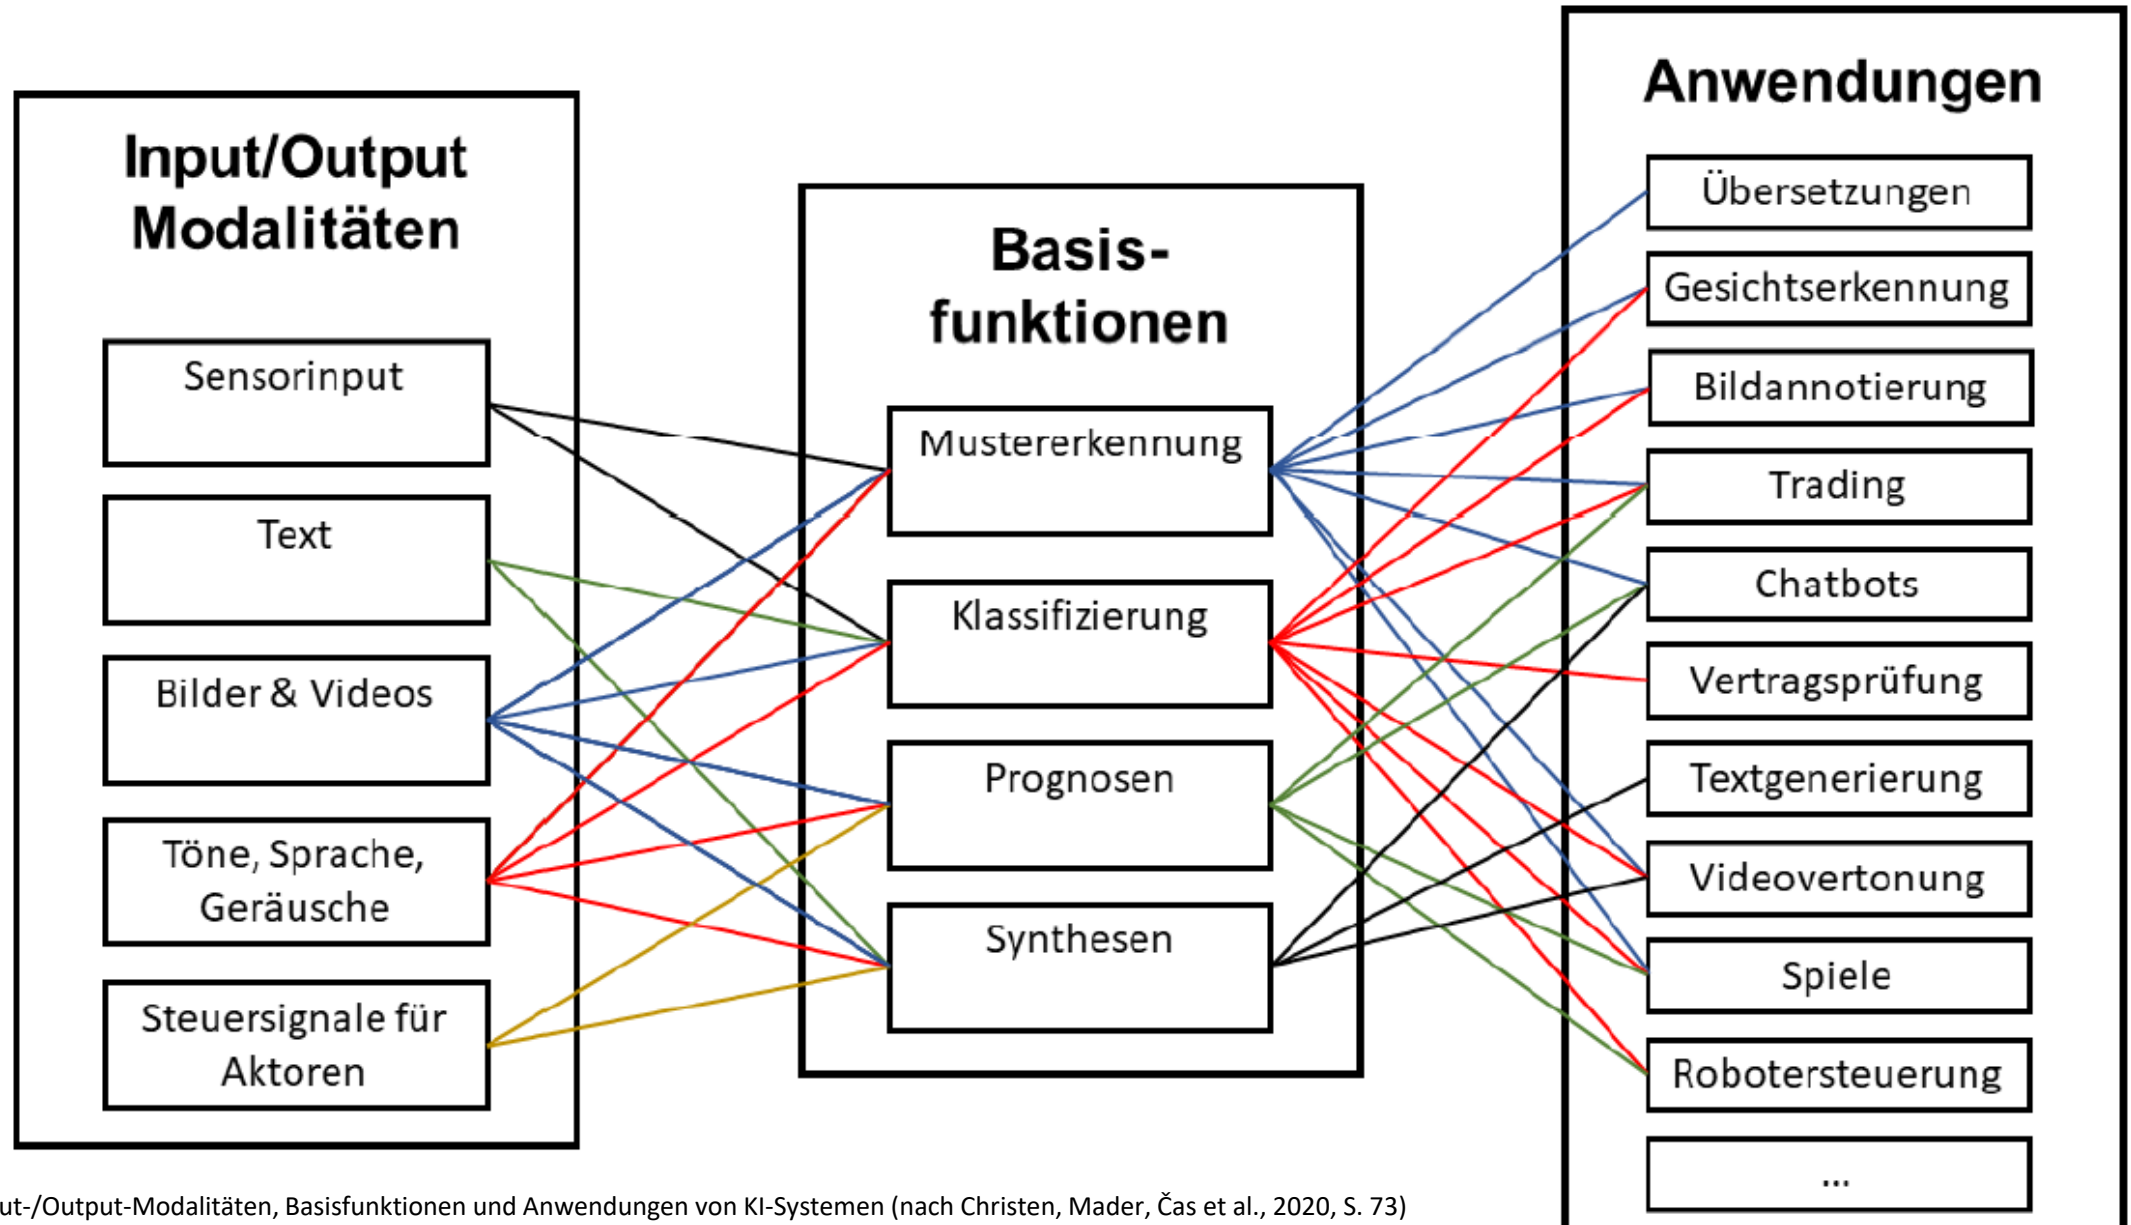 Input/Output
Modalitäten
Sensorinput
Text
Bilder & Videos
Töne, Sprache,
Geräusche
Steuersignale für
Aktoren
Basis-
funktionen
Mustererkennung
Klassifizierung
Prognosen
Synthesen
Anwendungen
Übersetzungen
Gesichtserkennung
Bildannotierung
Trading
Chatbots
Vertragsprüfung
Textgenerierung
Videovertonung
Spiele
Robotersteuerung
...
ut-/Output-Modalitäten, Basisfunktionen und Anwendungen von KI-Systemen (nach Christen, Mader, Čas et al., 2020, S. 73)